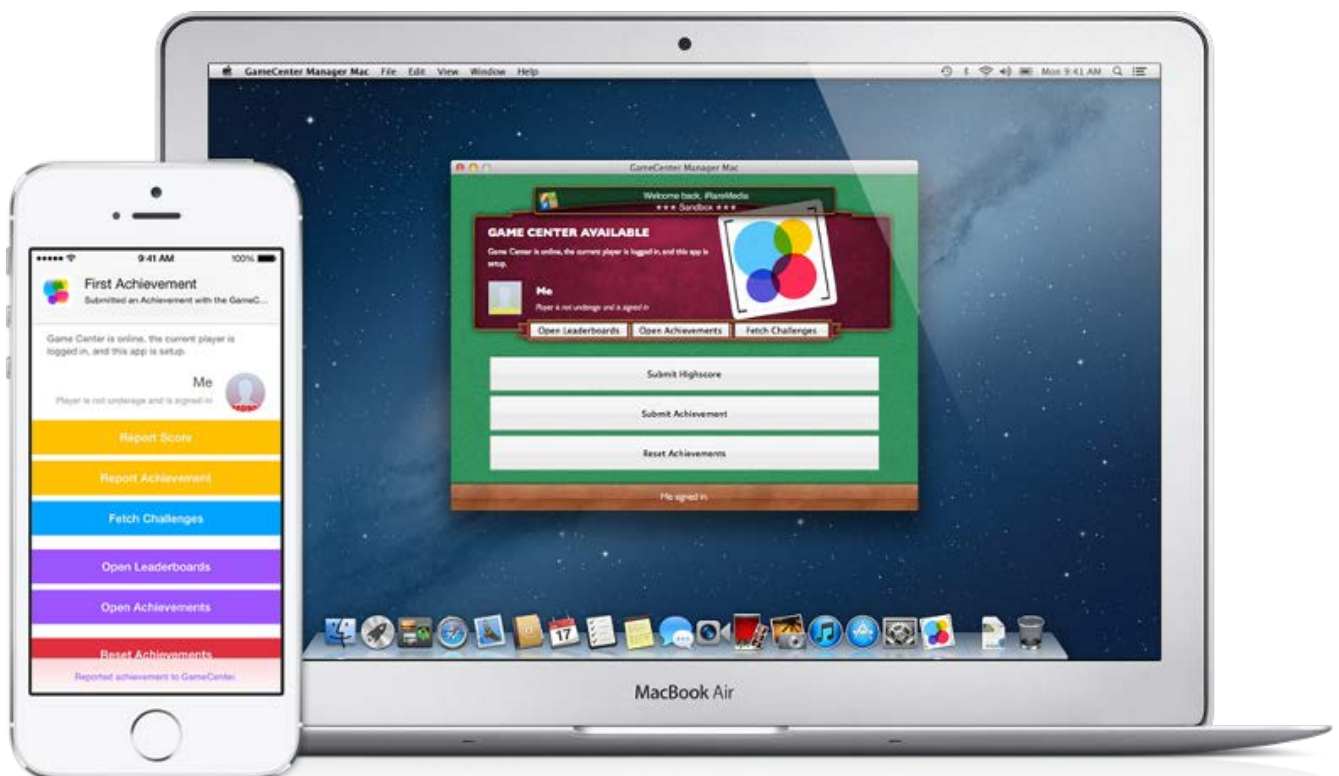 GameCenter Manager Mac File Edit View Window Help
Mon 9:41 AM
GameCenter Manager Mac
Welcome back, iRareMedia
*** Sandbox ***
GAME CENTER AVAILABLE
Game Center is online, the current player is logged in, and this app is
setup.
Me
Player is not underage and is signed in
Open Leaderboards Open Achievements Fetch Challenges
Submit Highscore
Submit Achievement
Reset Achievements
Me signed in
17
MacBook Air
9:41 AM 100%
First Achievement
Submitted an Achievement with the GameC...
Game Center is online, the current player is
logged in, and this app is setup.
Me
Player is not underage and is signed in
Report Score
Report Achievement
Fetch Challenges
Open Leaderboards
Open Achievements
Reset Achievements
Reported achievement to GameCenter.